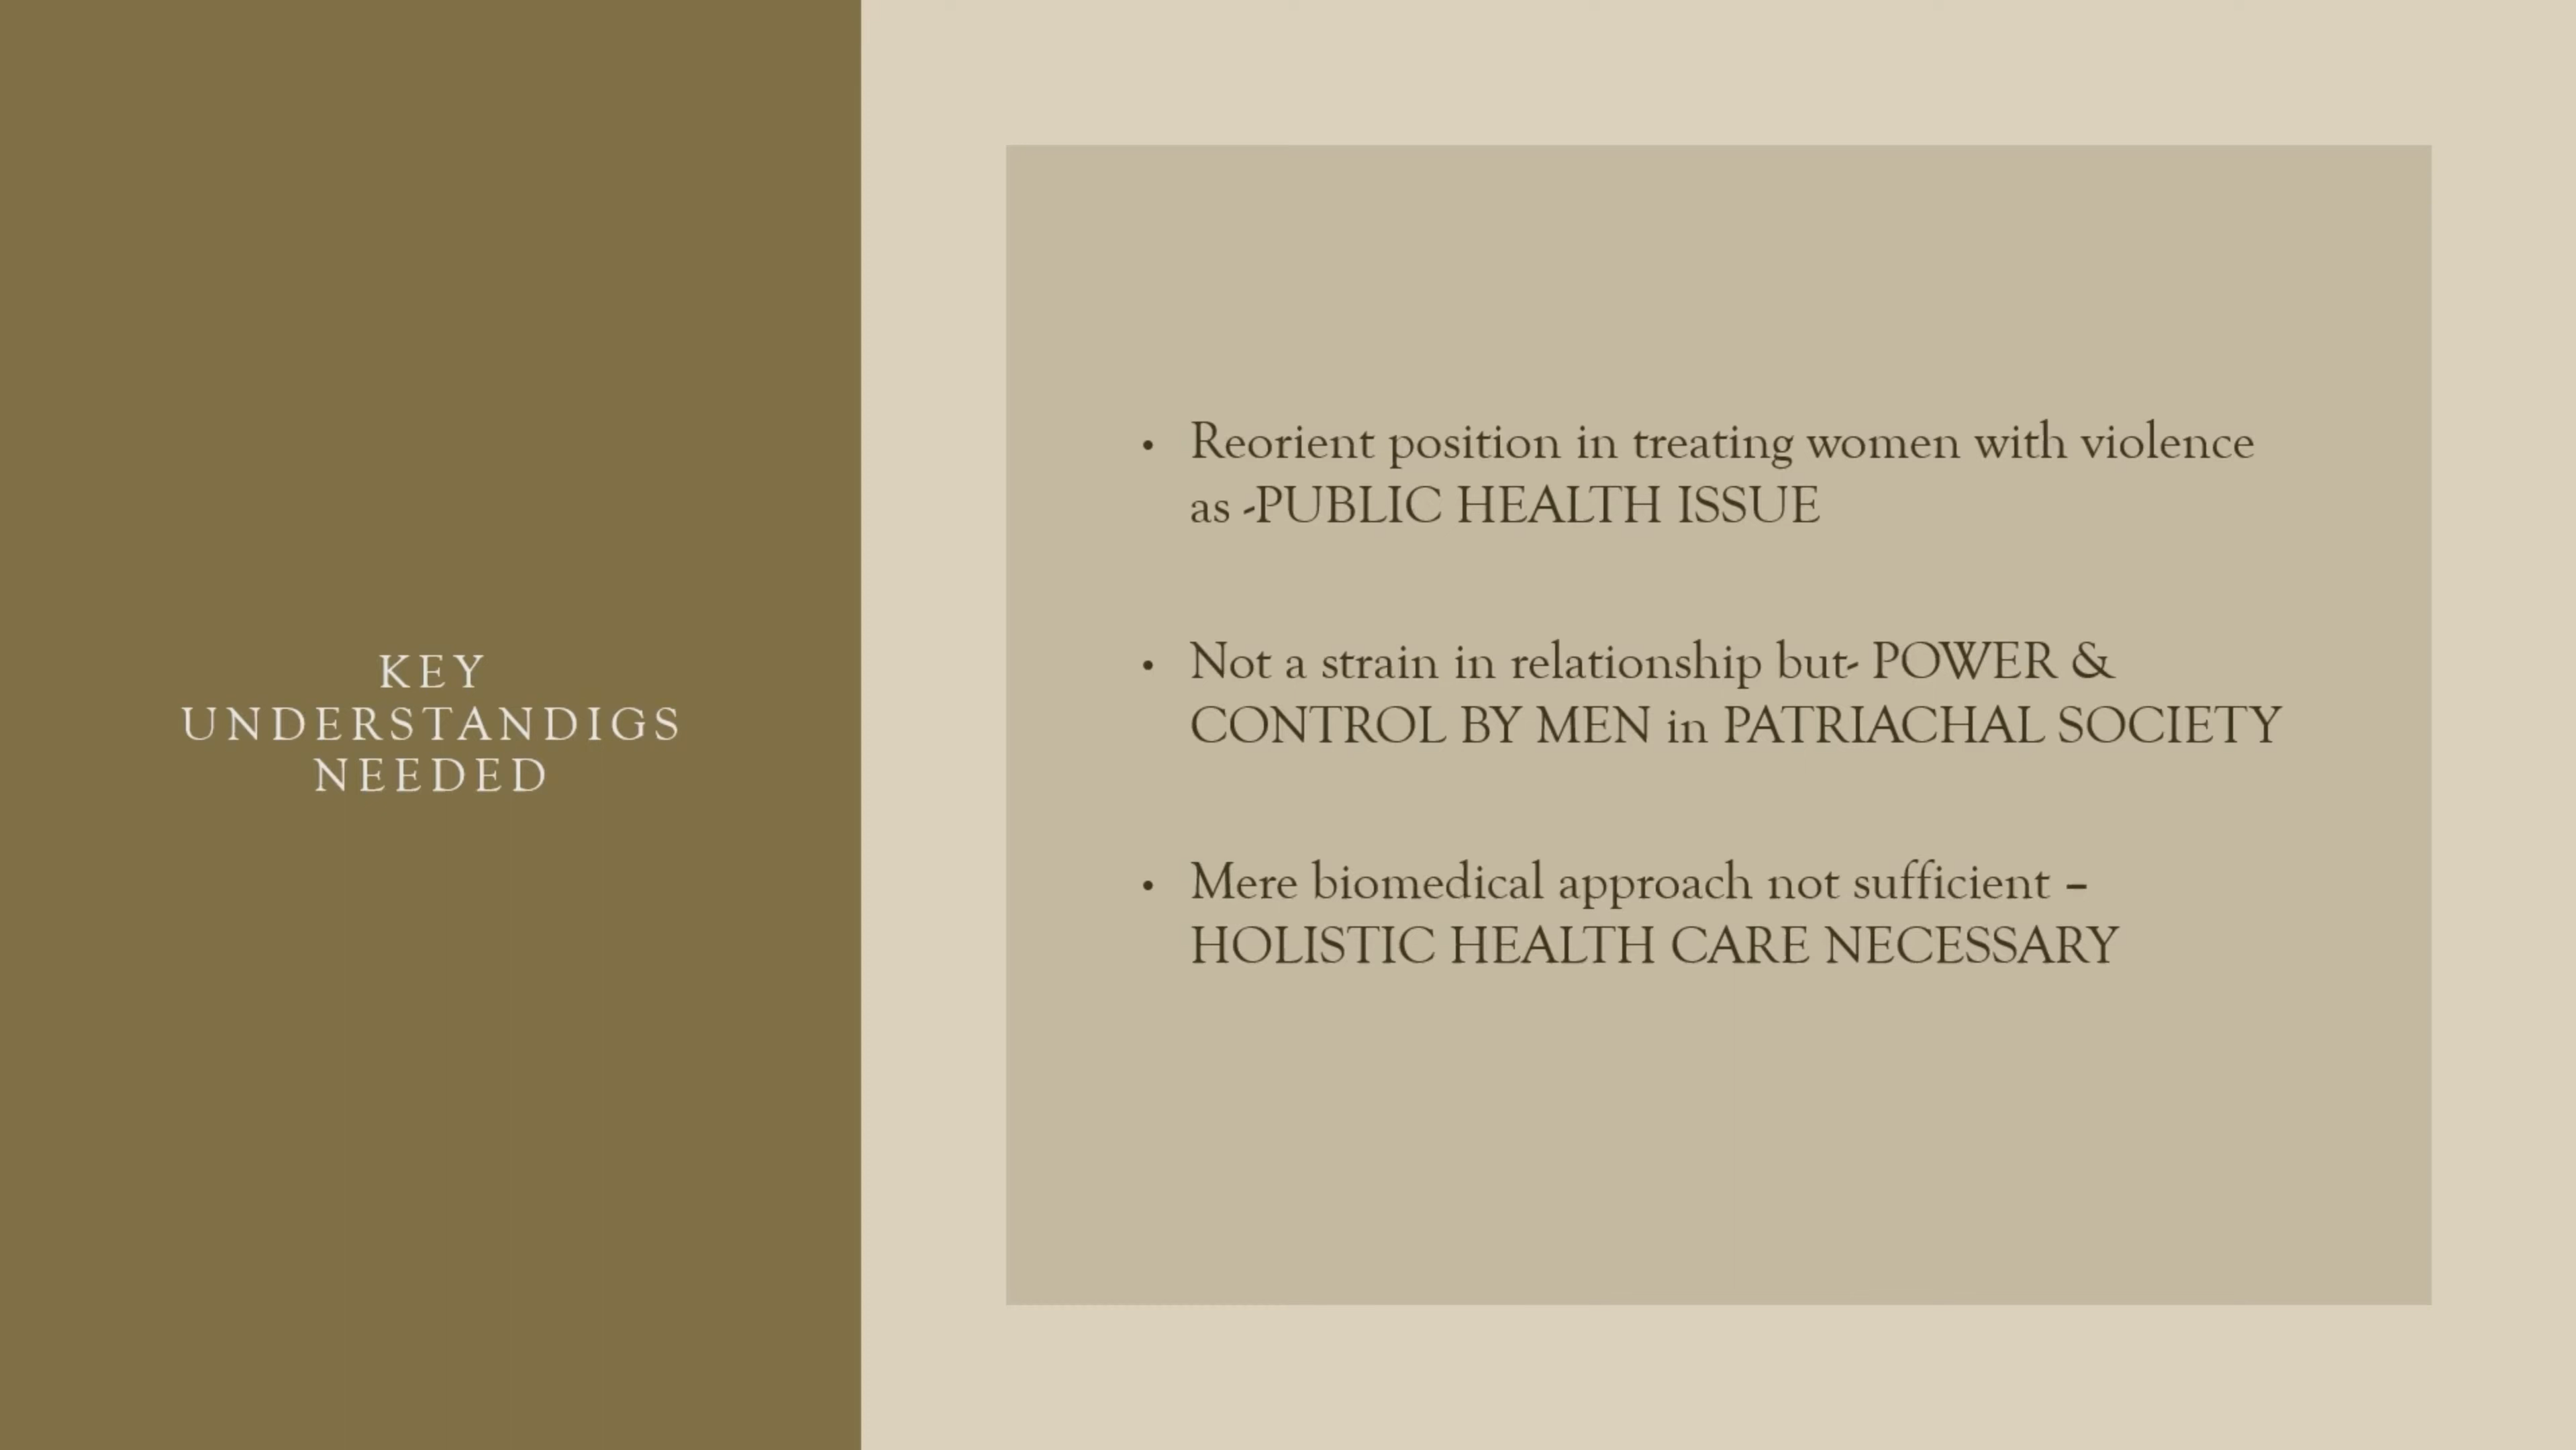 KEY
UNDERSTANDIGS
NEEDED
• Reorient position in treating women with violence
as -PUBLIC HEALTH ISSUE
• Not a strain in relationship but- POWER &
CONTROL BY MEN in PATRIACHAL SOCIETY
• Mere biomedical approach not sufficient –
HOLISTIC HEALTH CARE NECESSARY